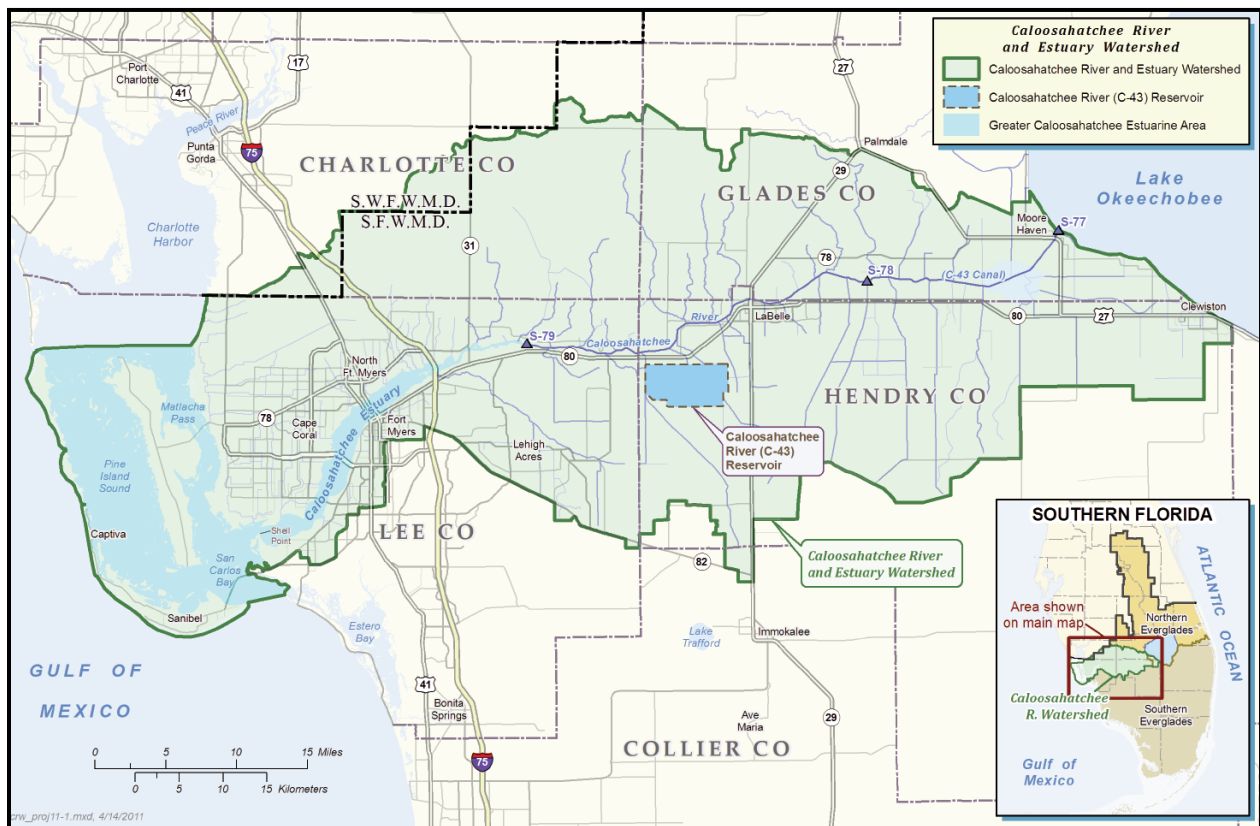 Caloosahatchee River
and Estuary Watershed
Caloosahatchee River and Estuary Watershed
Caloosahatchee River (C-43) Reservoir
Greater Caloosahatchee Estuarine Area
Port
Charlotte
41
17
27
Peace River
Punta
Gorda
75
CHARLOTTE CO
Palmdale
29
GLADES CO
Lake
Okeechobee
S.W.F.W.M.D.
S.F.W.M.D.
Charlotte
Harbor
31
Moore
Haven
S-77
78
S-78
(C-43 Canal)
Clewiston
LaBelle
River
80
27
S-79
Caloosahatchee
80
North
Ft. Myers
Matlacha
Pass
78
Cape
Coral
Fort
Myers
Caloosahatchee Estuary
HENDRY CO
Lehigh
Acres
Caloosahatchee
River (C-43)
Reservoir
Pine
Island
Sound
Captiva
Shell
Point
LEE CO
San
Carlos
Bay
Sanibel
82
Caloosahatchee River
and Estuary Watershed
Estero
Bay
Lake
Trafford
Immokalee
GULF OF
MEXICO
41
Bonita
Springs
Ave
Maria
29
COLLIER CO
75
0 5 10 15 Miles
0 5 10 15 Kilometers
crw_proj11-1.mxd, 4/14/2011
SOUTHERN FLORIDA
ATLANTIC OCEAN
Area shown
on main map
Northern
Everglades
Caloosahatchee
R. Watershed
Southern
Everglades
Gulf of
Mexico